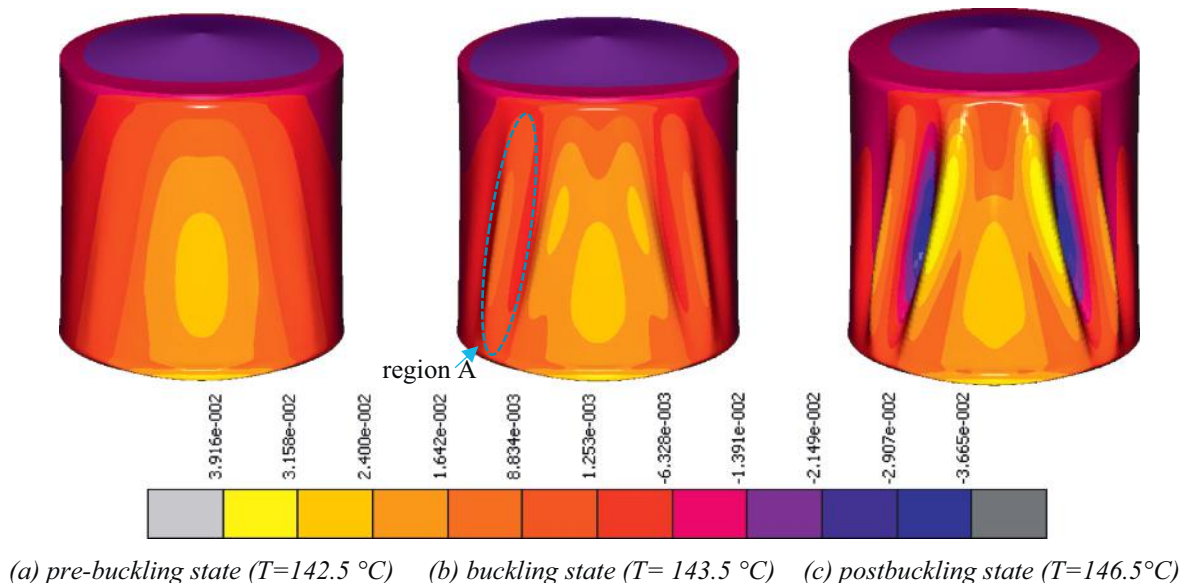 region A
3.916e-002
3.158e-002
2.400e-002
1.642e-002
8.834e-003
1.253e-003
-6.328e-003
-1.391e-002
-2.149e-002
-2.907e-002
-3.665e-002
(a) pre-buckling state (T=142.5 °C) (b) buckling state (T= 143.5 °C) (c) postbuckling state (T=146.5°C)